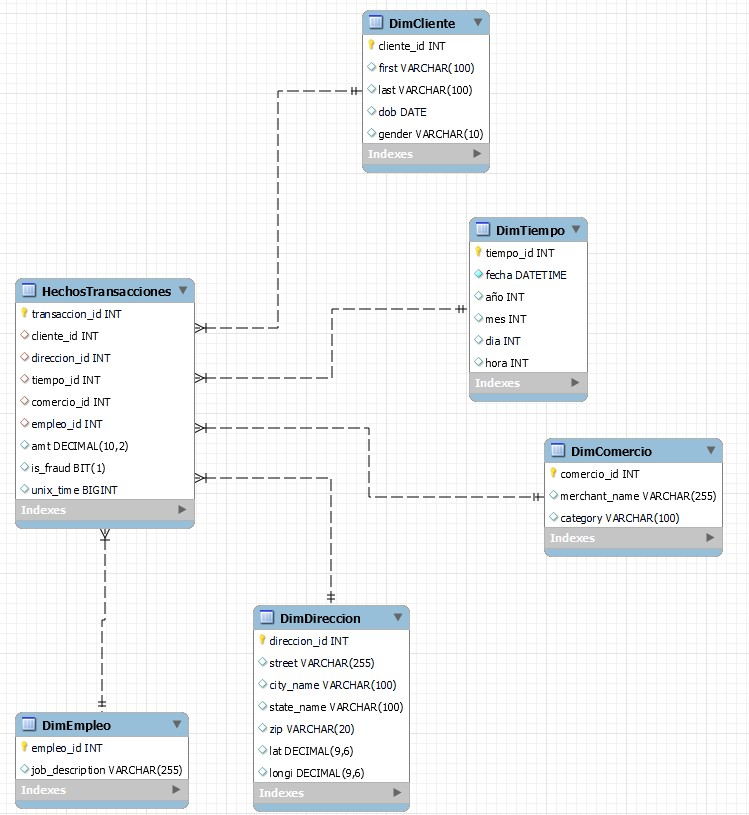 DimCliente
cliente_id INT
first VARCHAR(100)
last VARCHAR(100)
dob DATE
gender VARCHAR(10)
Indexes
DimTiempo
tiempo_id INT
fecha DATETIME
año INT
mes INT
dia INT
hora INT
Indexes
HechosTransacciones
transaccion_id INT
cliente_id INT
direccion_id INT
tiempo_id INT
comercio_id INT
empleo_id INT
amt DECIMAL(10,2)
is_fraud BIT(1)
unix_time BIGINT
Indexes
DimComercio
comercio_id INT
merchant_name VARCHAR(255)
category VARCHAR(100)
Indexes
DimDireccion
direccion_id INT
street VARCHAR(255)
city_name VARCHAR(100)
state_name VARCHAR(100)
zip VARCHAR(20)
lat DECIMAL(9,6)
longi DECIMAL(9,6)
Indexes
DimEmpleo
empleo_id INT
job_description VARCHAR(255)
Indexes